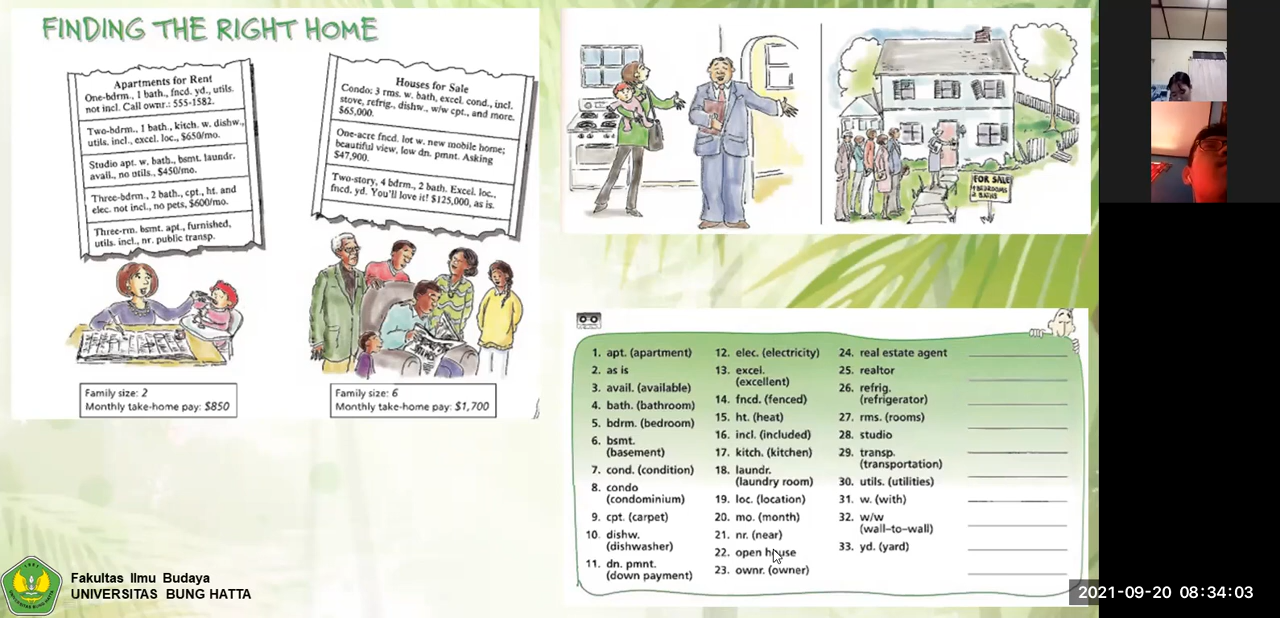 FINDING THE RIGHT HOME
Apartments for Rent
One-bdrm., 1 bath., fncd. yd., utils.
not incl. Call ownr.: 555-1582.
Two-bdrm., 1 bath., kitch. w. dishw.,
utils. incl., excel. loc., $650/mo.
Studio apt. w. bath., bsmt. laundr.
avail., no utils., $450/mo.
Three-bdrm., 2 bath., cpt., ht. and
elec. not incl., no pets, $600/mo.
Three-rm. bsmt. apt., furnished,
utils. incl., nr. public transp.
Houses for Sale
Condo: 3 rms. w. bath, excel. cond., incl.
stove, refrig., dishw., w/w cpt., and more.
$65,000.
One-acre fncd. lot w. new mobile home;
beautiful view, low dn. pmnt. Asking
$47,900.
Two-story, 4 bdrm., 2 bath. Excel. loc.,
fncd. yd. You'll love it! $125,000, as is.
Family size: 2
Monthly take-home pay: $850
Family size: 6
Monthly take-home pay: $1,700
FOR SALE
4 BEDROOMS
2 BATHS
1. apt. (apartment)
2. as is
3. avail. (available)
4. bath. (bathroom)
5. bdrm. (bedroom)
6. bsmt.
(basement)
7. cond. (condition)
8. condo
(condominium)
9. cpt. (carpet)
10. dishw.
(dishwasher)
11. dn. pmnt.
(down payment)
12. elec. (electricity)
13. excel.
(excellent)
14. fncd. (fenced)
15. ht. (heat)
16. incl. (included)
17. kitch. (kitchen)
18. laundr.
(laundry room)
19. loc. (location)
20. mo. (month)
21. nr. (near)
22. open house
23. ownr. (owner)
24. real estate agent
25. realtor
26. refrig.
(refrigerator)
27. rms. (rooms)
28. studio
29. transp.
(transportation)
30. utils. (utilities)
31. w. (with)
32. w/w
(wall-to-wall)
33. yd. (yard)
Fakultas Ilmu Budaya
UNIVERSITAS BUNG HATTA
2021-09-20 08:34:03